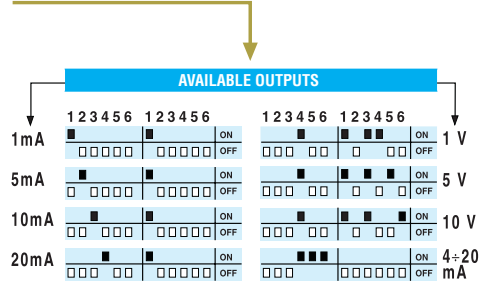 AVAILABLE OUTPUTS
1 2 3 4 5 6 1 2 3 4 5 6 1 2 3 4 5 6 1 2 3 4 5 6
1mA ON ON 1 V
OFF OFF
5mA ON ON 5 V
OFF OFF
10mA ON ON 10 V
OFF OFF
20mA ON ON 4÷20
OFF OFF mA